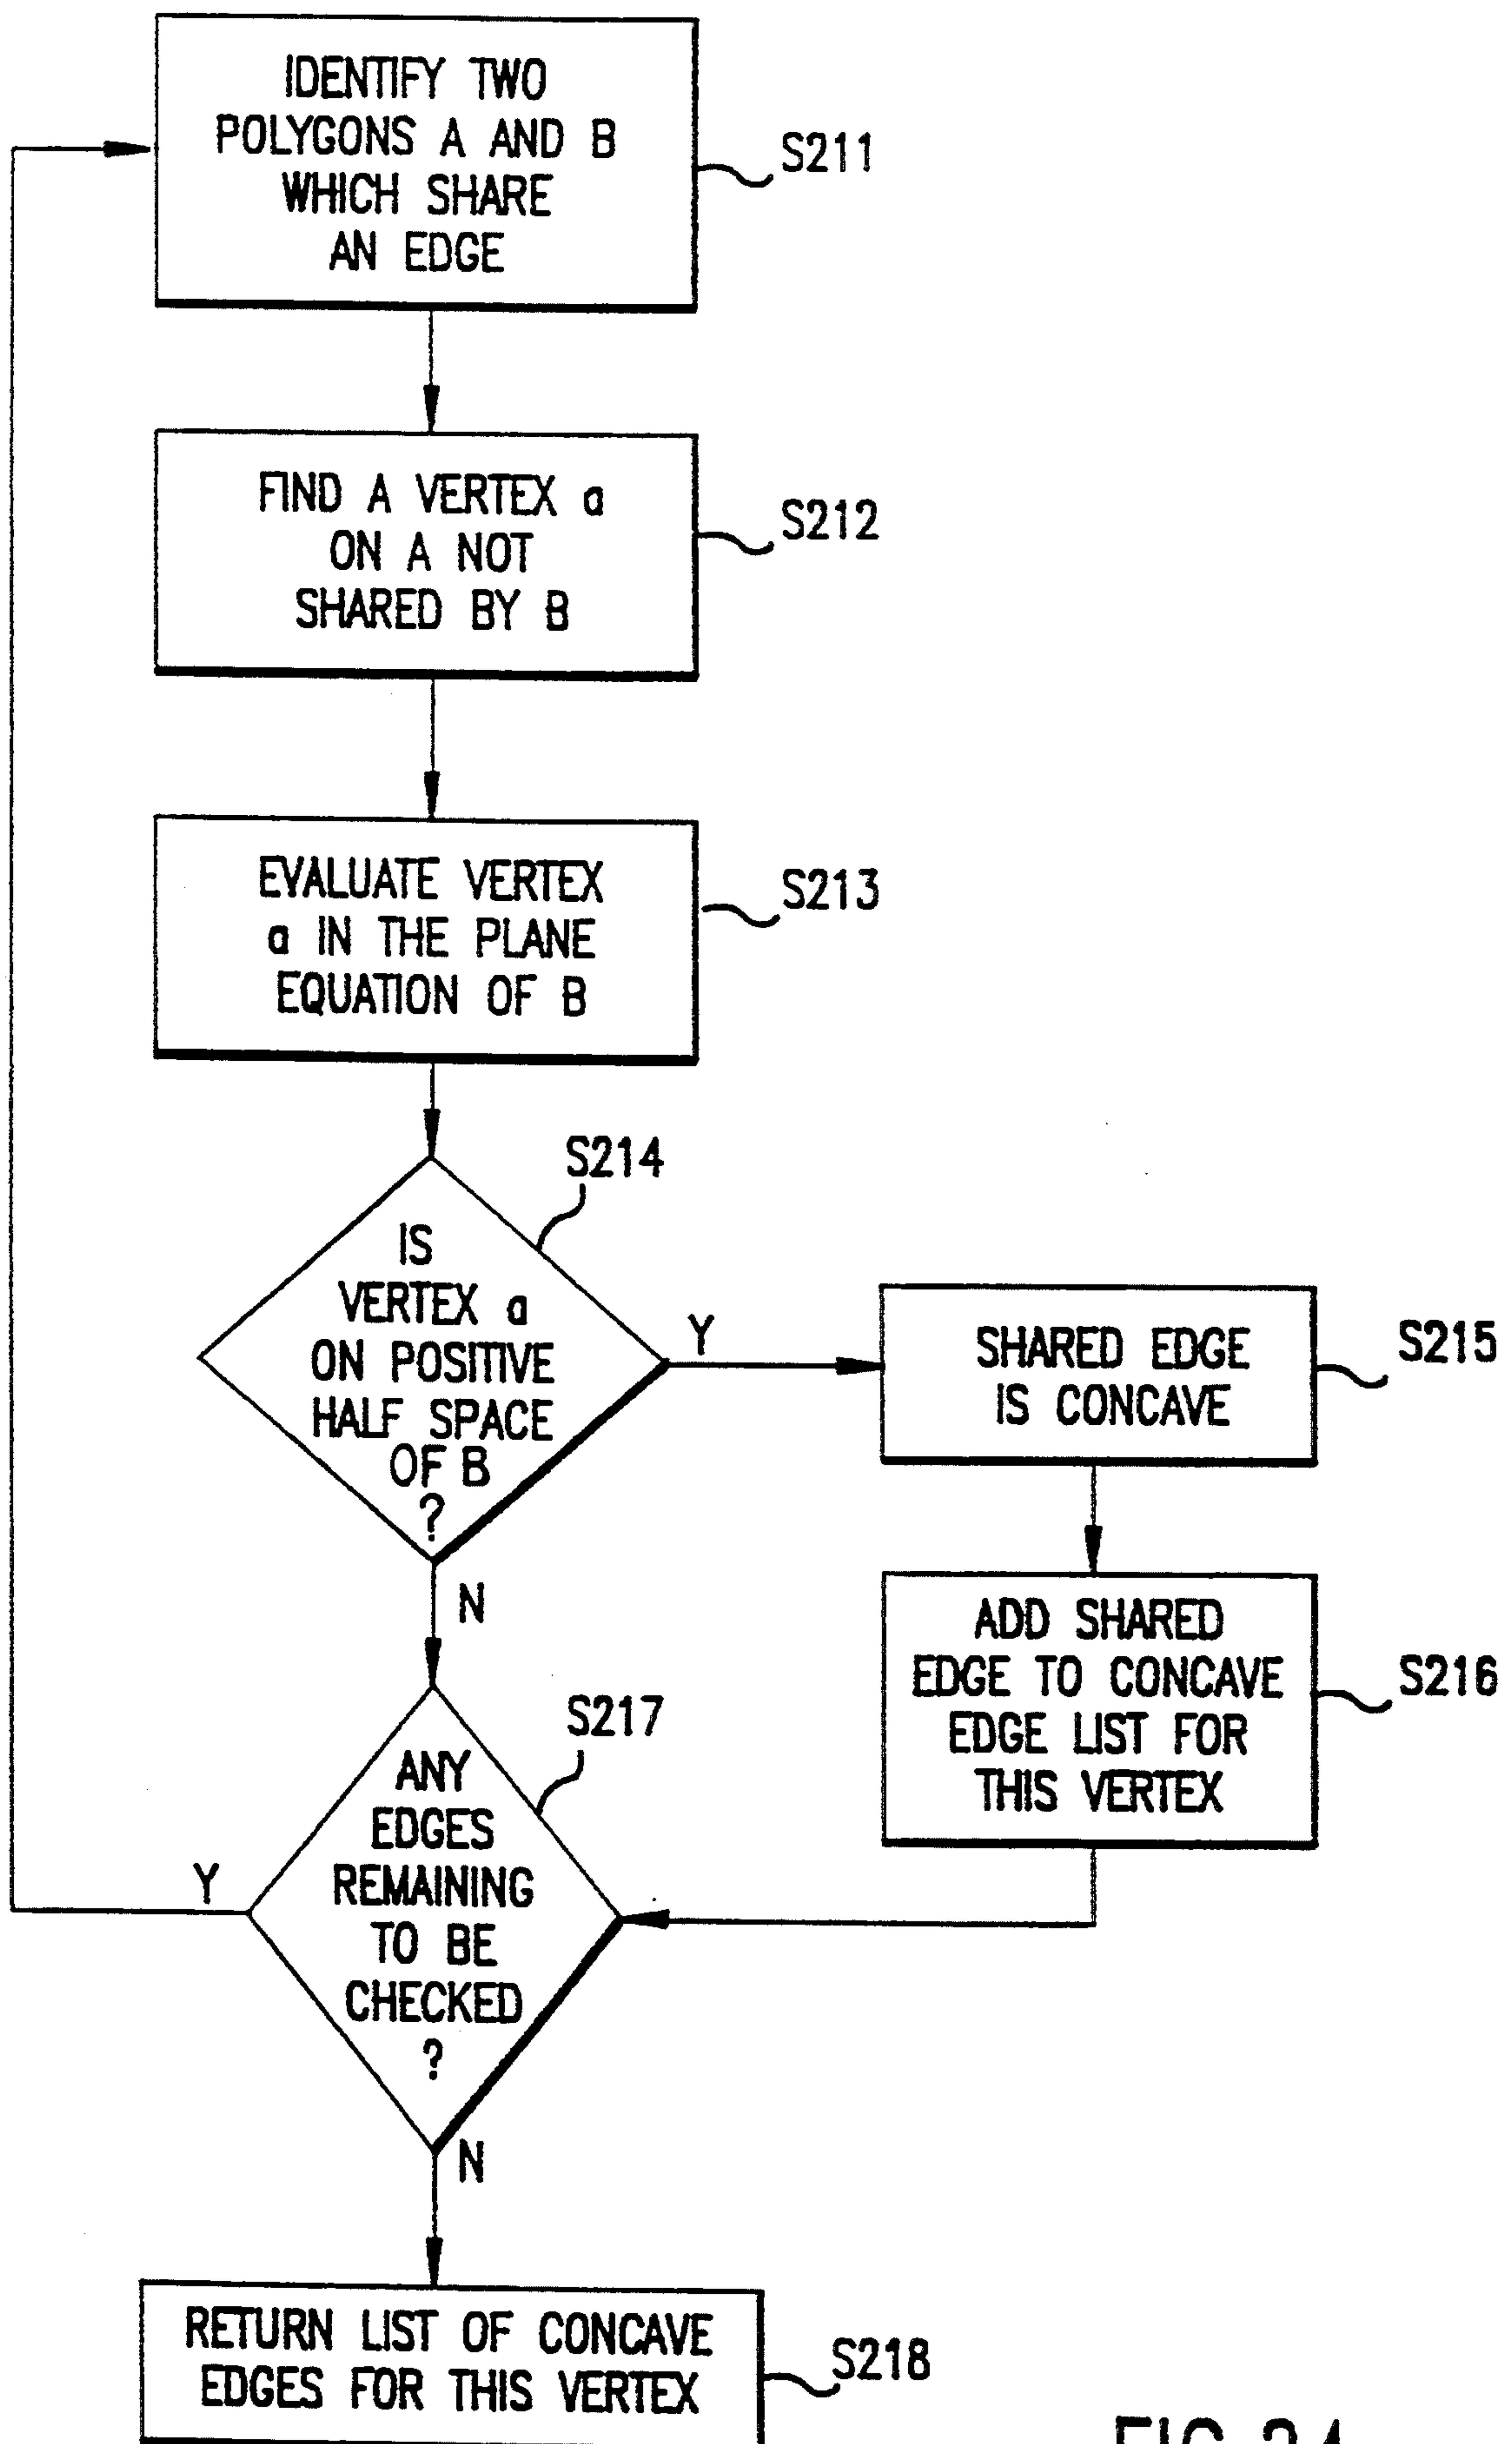 IDENTIFY TWO
POLYGONS A AND B
WHICH SHARE
AN EDGE
S211
FIND A VERTEX a
ON A NOT
SHARED BY B
S212
EVALUATE VERTEX
a IN THE PLANE
EQUATION OF B
S213
S214
IS
VERTEX a
ON POSITIVE
HALF SPACE
OF B
?
Y
N
SHARED EDGE
IS CONCAVE
S215
ADD SHARED
EDGE TO CONCAVE
EDGE LIST FOR
THIS VERTEX
S216
S217
ANY
EDGES
REMAINING
TO BE
CHECKED
?
Y
N
RETURN LIST OF CONCAVE
EDGES FOR THIS VERTEX
S218